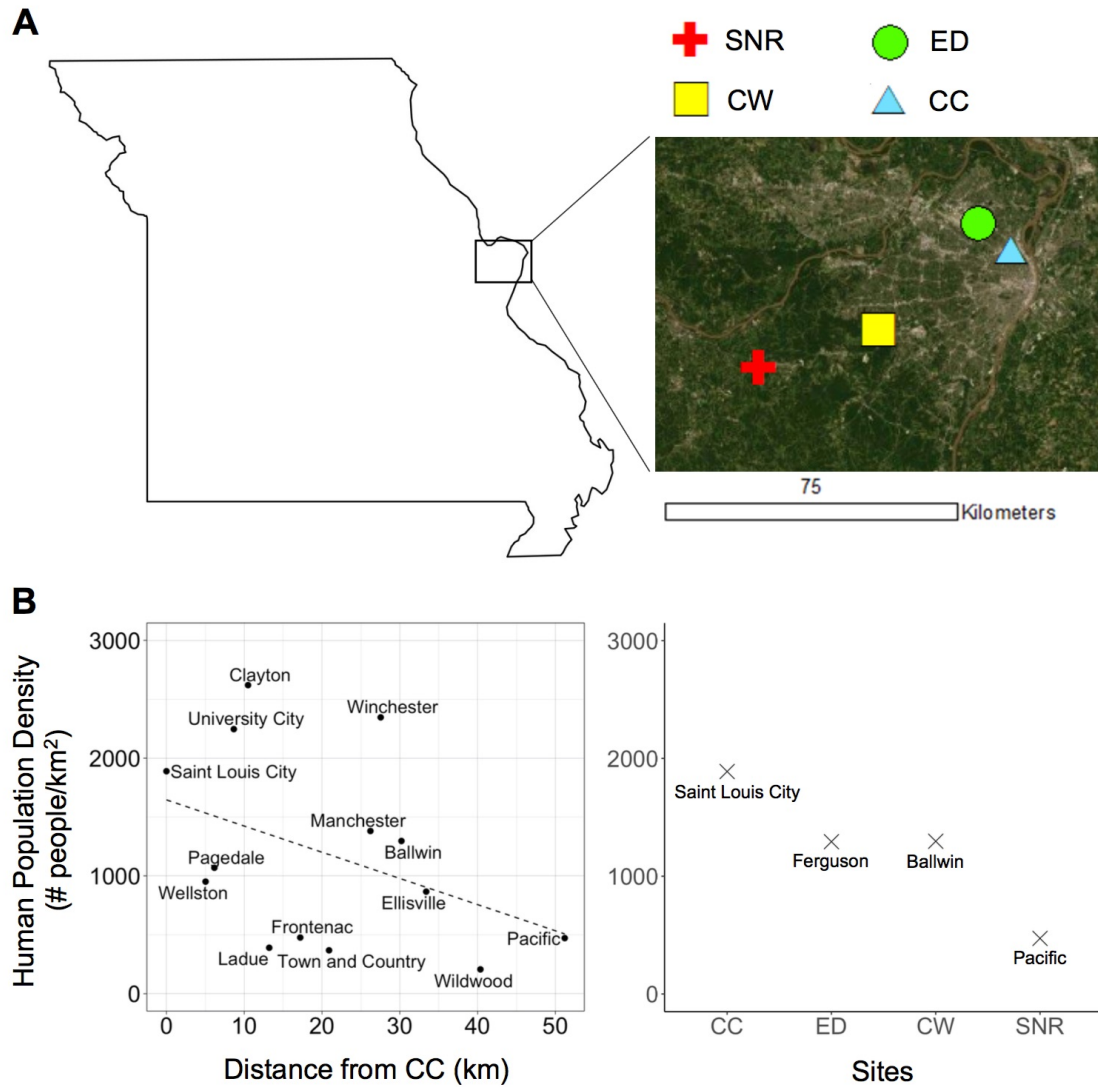 A
SNR
ED
CW
CC
75
Kilometers
B
Human Population Density
(# people/km²)
3000
2000
1000
0
Clayton
University City
Winchester
Saint Louis City
Manchester
Ballwin
Pagedale
Wellston
Ellisville
Frontenac
Ladue
Town and Country
Pacific
Wildwood
0 10 20 30 40 50
Distance from CC (km)
3000
2000
1000
0
Saint Louis City
Ferguson
Ballwin
Pacific
CC ED CW SNR
Sites